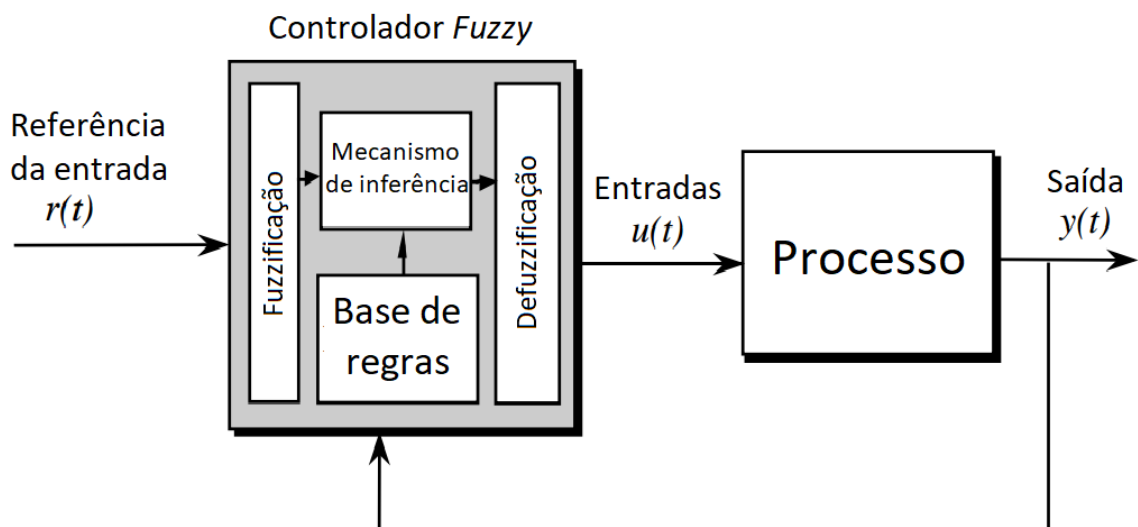 Controlador Fuzzy
Referência
da entrada
r(t)
Fuzzificação
Mecanismo
de inferência
Base de
regras
Defuzzificação
Entradas
u(t)
Processo
Saída
y(t)